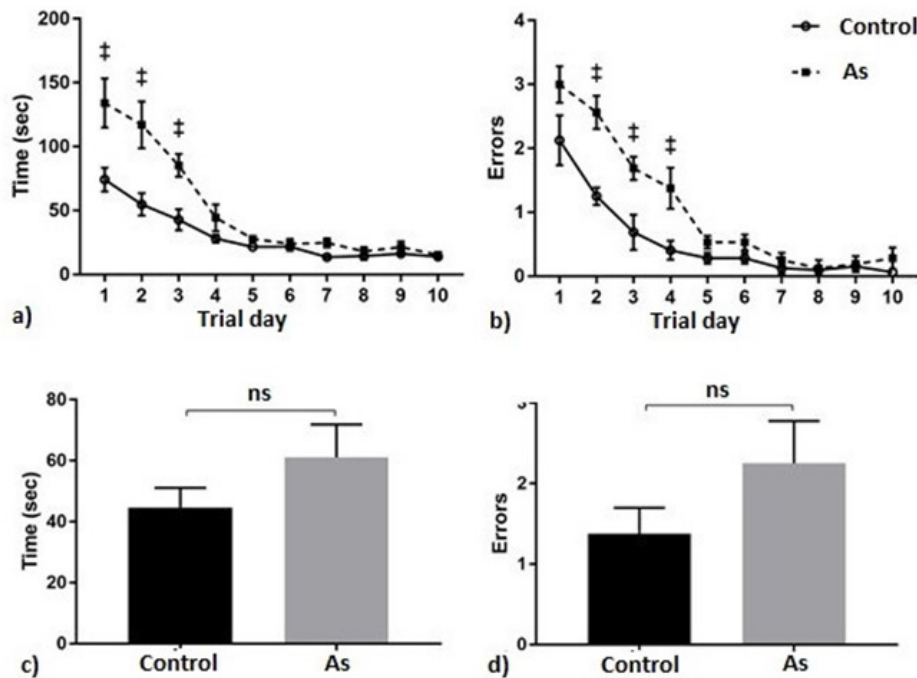 200
150
100
50
0
Time (sec)
‡
‡
‡
1 2 3 4 5 6 7 8 9 10
Trial day
a)
4
3
2
1
0
Errors
‡
‡
‡
1 2 3 4 5 6 7 8 9 10
Trial day
b)
Control
As
80
60
40
20
0
Time (sec)
ns
Control As
c)
3
2
1
0
Errors
ns
Control As
d)